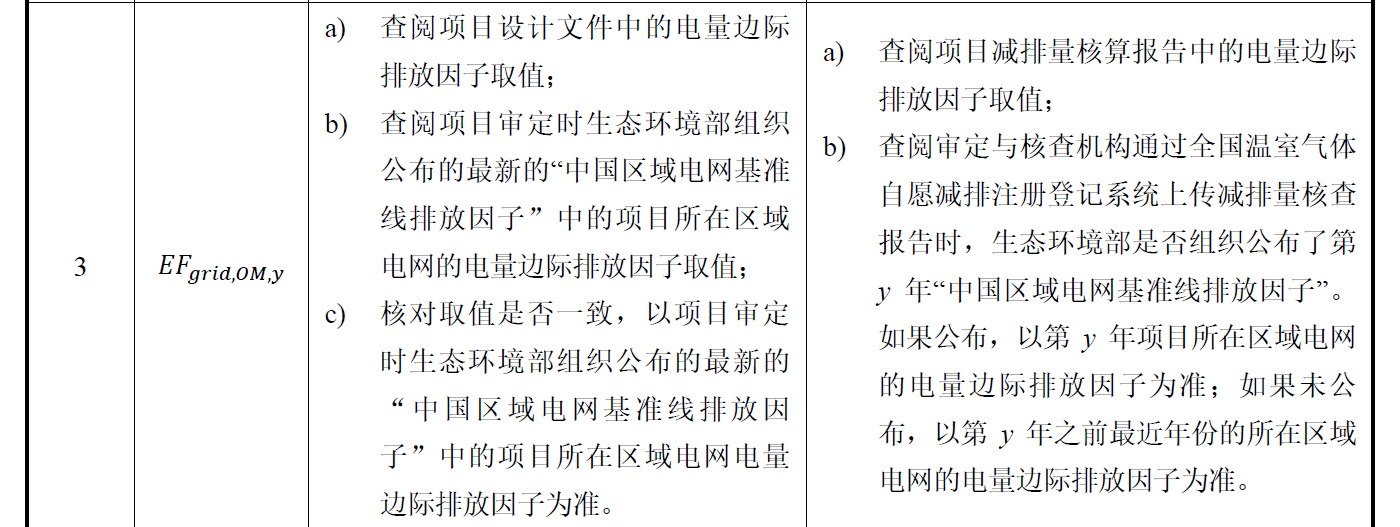 3
EF_{grid,OM,y}
a) 查阅项目设计文件中的电量边际
排放因子取值；
b) 查阅项目审定时生态环境部组织
公布的最新的“中国区域电网基准
线排放因子”中的项目所在区域
电网的电量边际排放因子取值；
c) 核对取值是否一致，以项目审定
时生态环境部组织公布的最新的
“中国区域电网基准线排放因
子”中的项目所在区域电网电量
边际排放因子为准。
a) 查阅项目减排量核算报告中的电量边际
排放因子取值；
b) 查阅审定与核查机构通过全国温室气体
自愿减排注册登记系统上传减排量核查
报告时，生态环境部是否组织公布了第
y 年“中国区域电网基准线排放因子”。
如果公布，以第 y 年项目所在区域电网
的电量边际排放因子为准；如果未公
布，以第 y 年之前最近年份的所在区域
电网的电量边际排放因子为准。